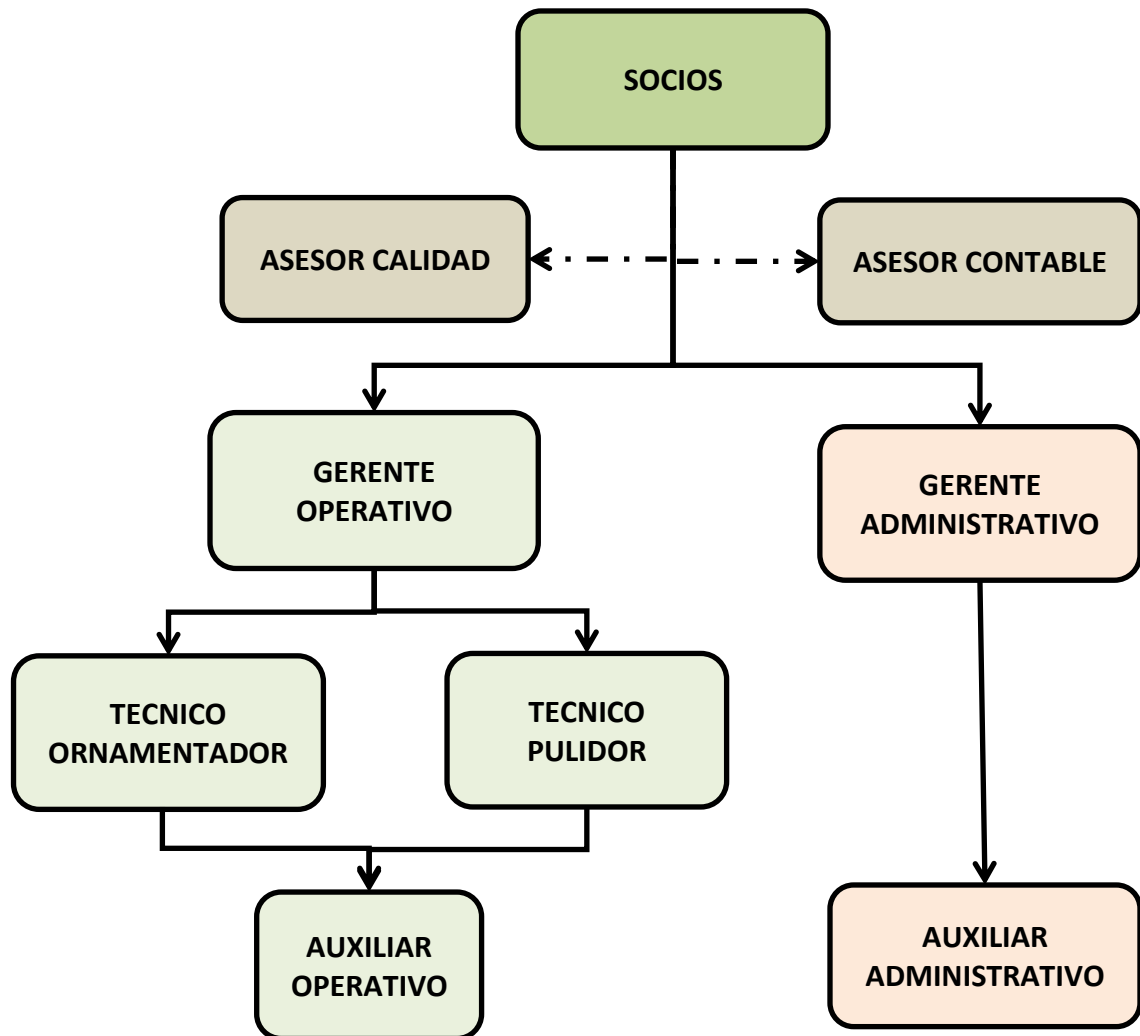 SOCIOS
ASESOR CALIDAD
ASESOR CONTABLE
GERENTE
OPERATIVO
GERENTE
ADMINISTRATIVO
TECNICO
ORNAMENTADOR
TECNICO
PULIDOR
AUXILIAR
OPERATIVO
AUXILIAR
ADMINISTRATIVO